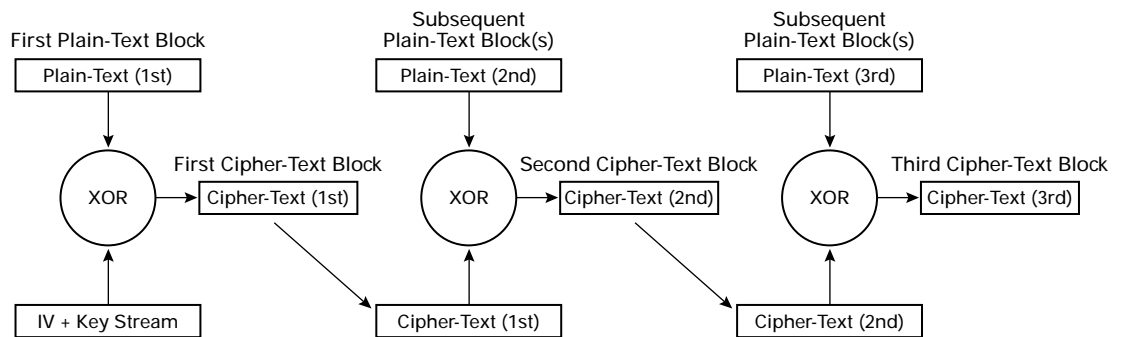 First Plain-Text Block
Plain-Text (1st)
XOR
First Cipher-Text Block
Cipher-Text (1st)
IV + Key Stream
Subsequent
Plain-Text Block(s)
Plain-Text (2nd)
XOR
Second Cipher-Text Block
Cipher-Text (2nd)
Cipher-Text (1st)
Subsequent
Plain-Text Block(s)
Plain-Text (3rd)
XOR
Third Cipher-Text Block
Cipher-Text (3rd)
Cipher-Text (2nd)